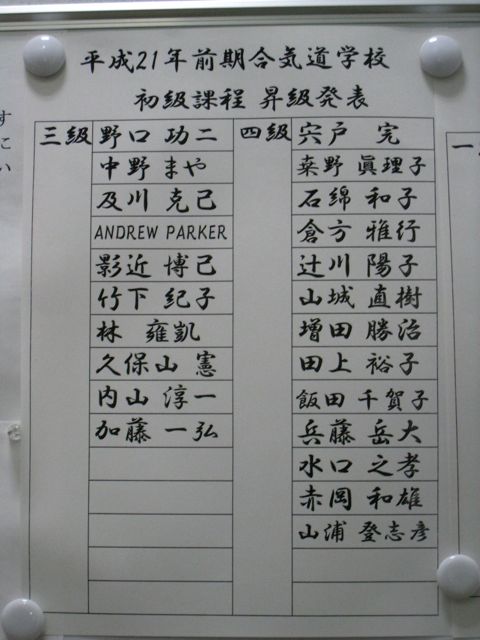 平成21年前期合気道学校
初級課程 昇級発表
三級
野口 功二
中野 まや
及川 克己
ANDREW PARKER
影近 博己
竹下 紀子
林 雍凱
久保山 憲
内山 淳一
加藤 一弘
四級
宍戸 完
桒野 眞理子
石綿 和子
倉方 雅行
辻川 陽子
山城 直樹
増田 勝治
田上 裕子
飯田 千賀子
兵藤 岳大
水口 之孝
赤岡 和雄
山浦 登志彦
す
に
い
一